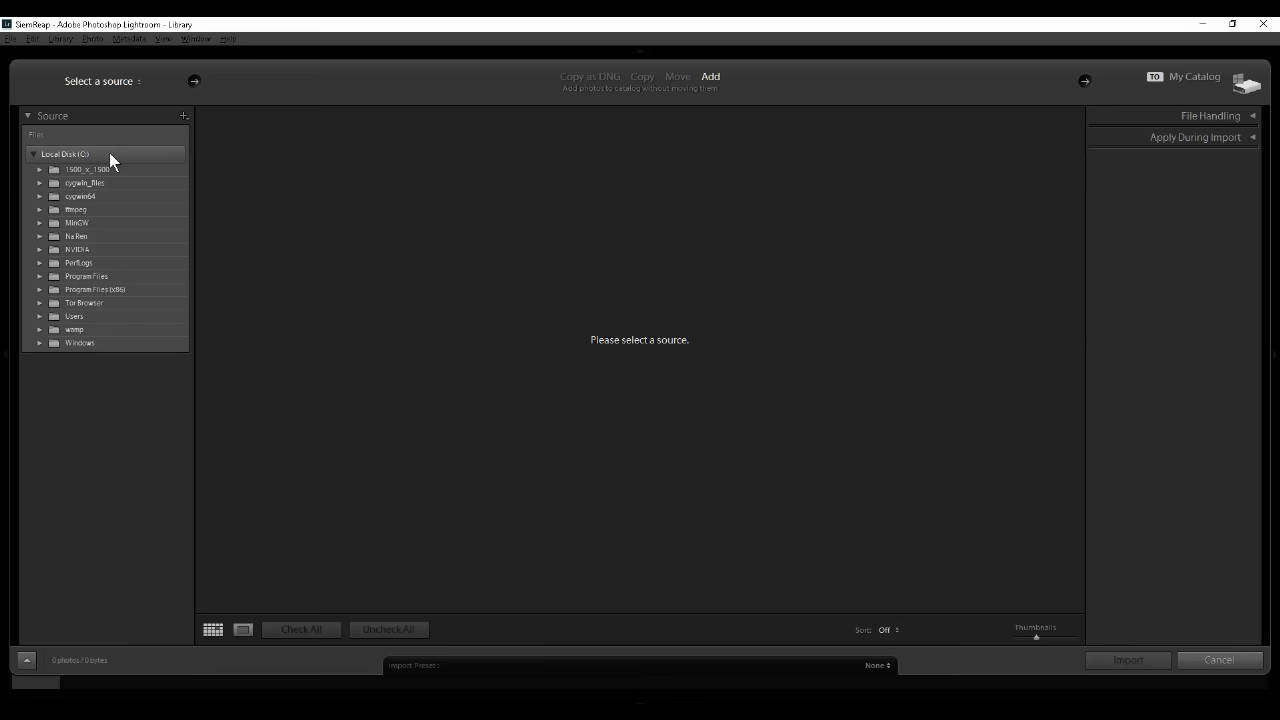 SiemReap - Adobe Photoshop Lightroom - Library
File Edit Library Photo Metadata View Window Help
Select a source
Copy as DNG Copy Move Add
Add photos to catalog without moving them
TO My Catalog
Source
File Handling
Files
Apply During Import
Local Disk (C:)
1500_x_1500
cygwin_files
cygwin64
ffmpeg
MinGW
NaRen
NVIDIA
PerfLogs
Program Files
Program Files (x86)
Tor Browser
Users
wamp
Windows
Please select a source.
Check All Uncheck All Sort: Off Thumbnails
0 photos / 0 bytes
Import Preset : None
Import Cancel